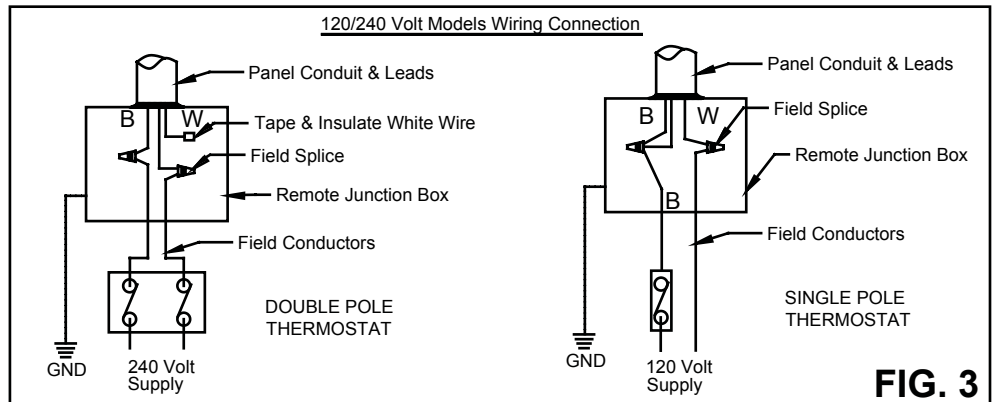 120/240 Volt Models Wiring Connection
Panel Conduit & Leads
B
W
Tape & Insulate White Wire
Field Splice
Remote Junction Box
Field Conductors
DOUBLE POLE
THERMOSTAT
GND
240 Volt
Supply
Panel Conduit & Leads
B
W
Field Splice
Remote Junction Box
B
Field Conductors
SINGLE POLE
THERMOSTAT
GND
120 Volt
Supply
FIG. 3